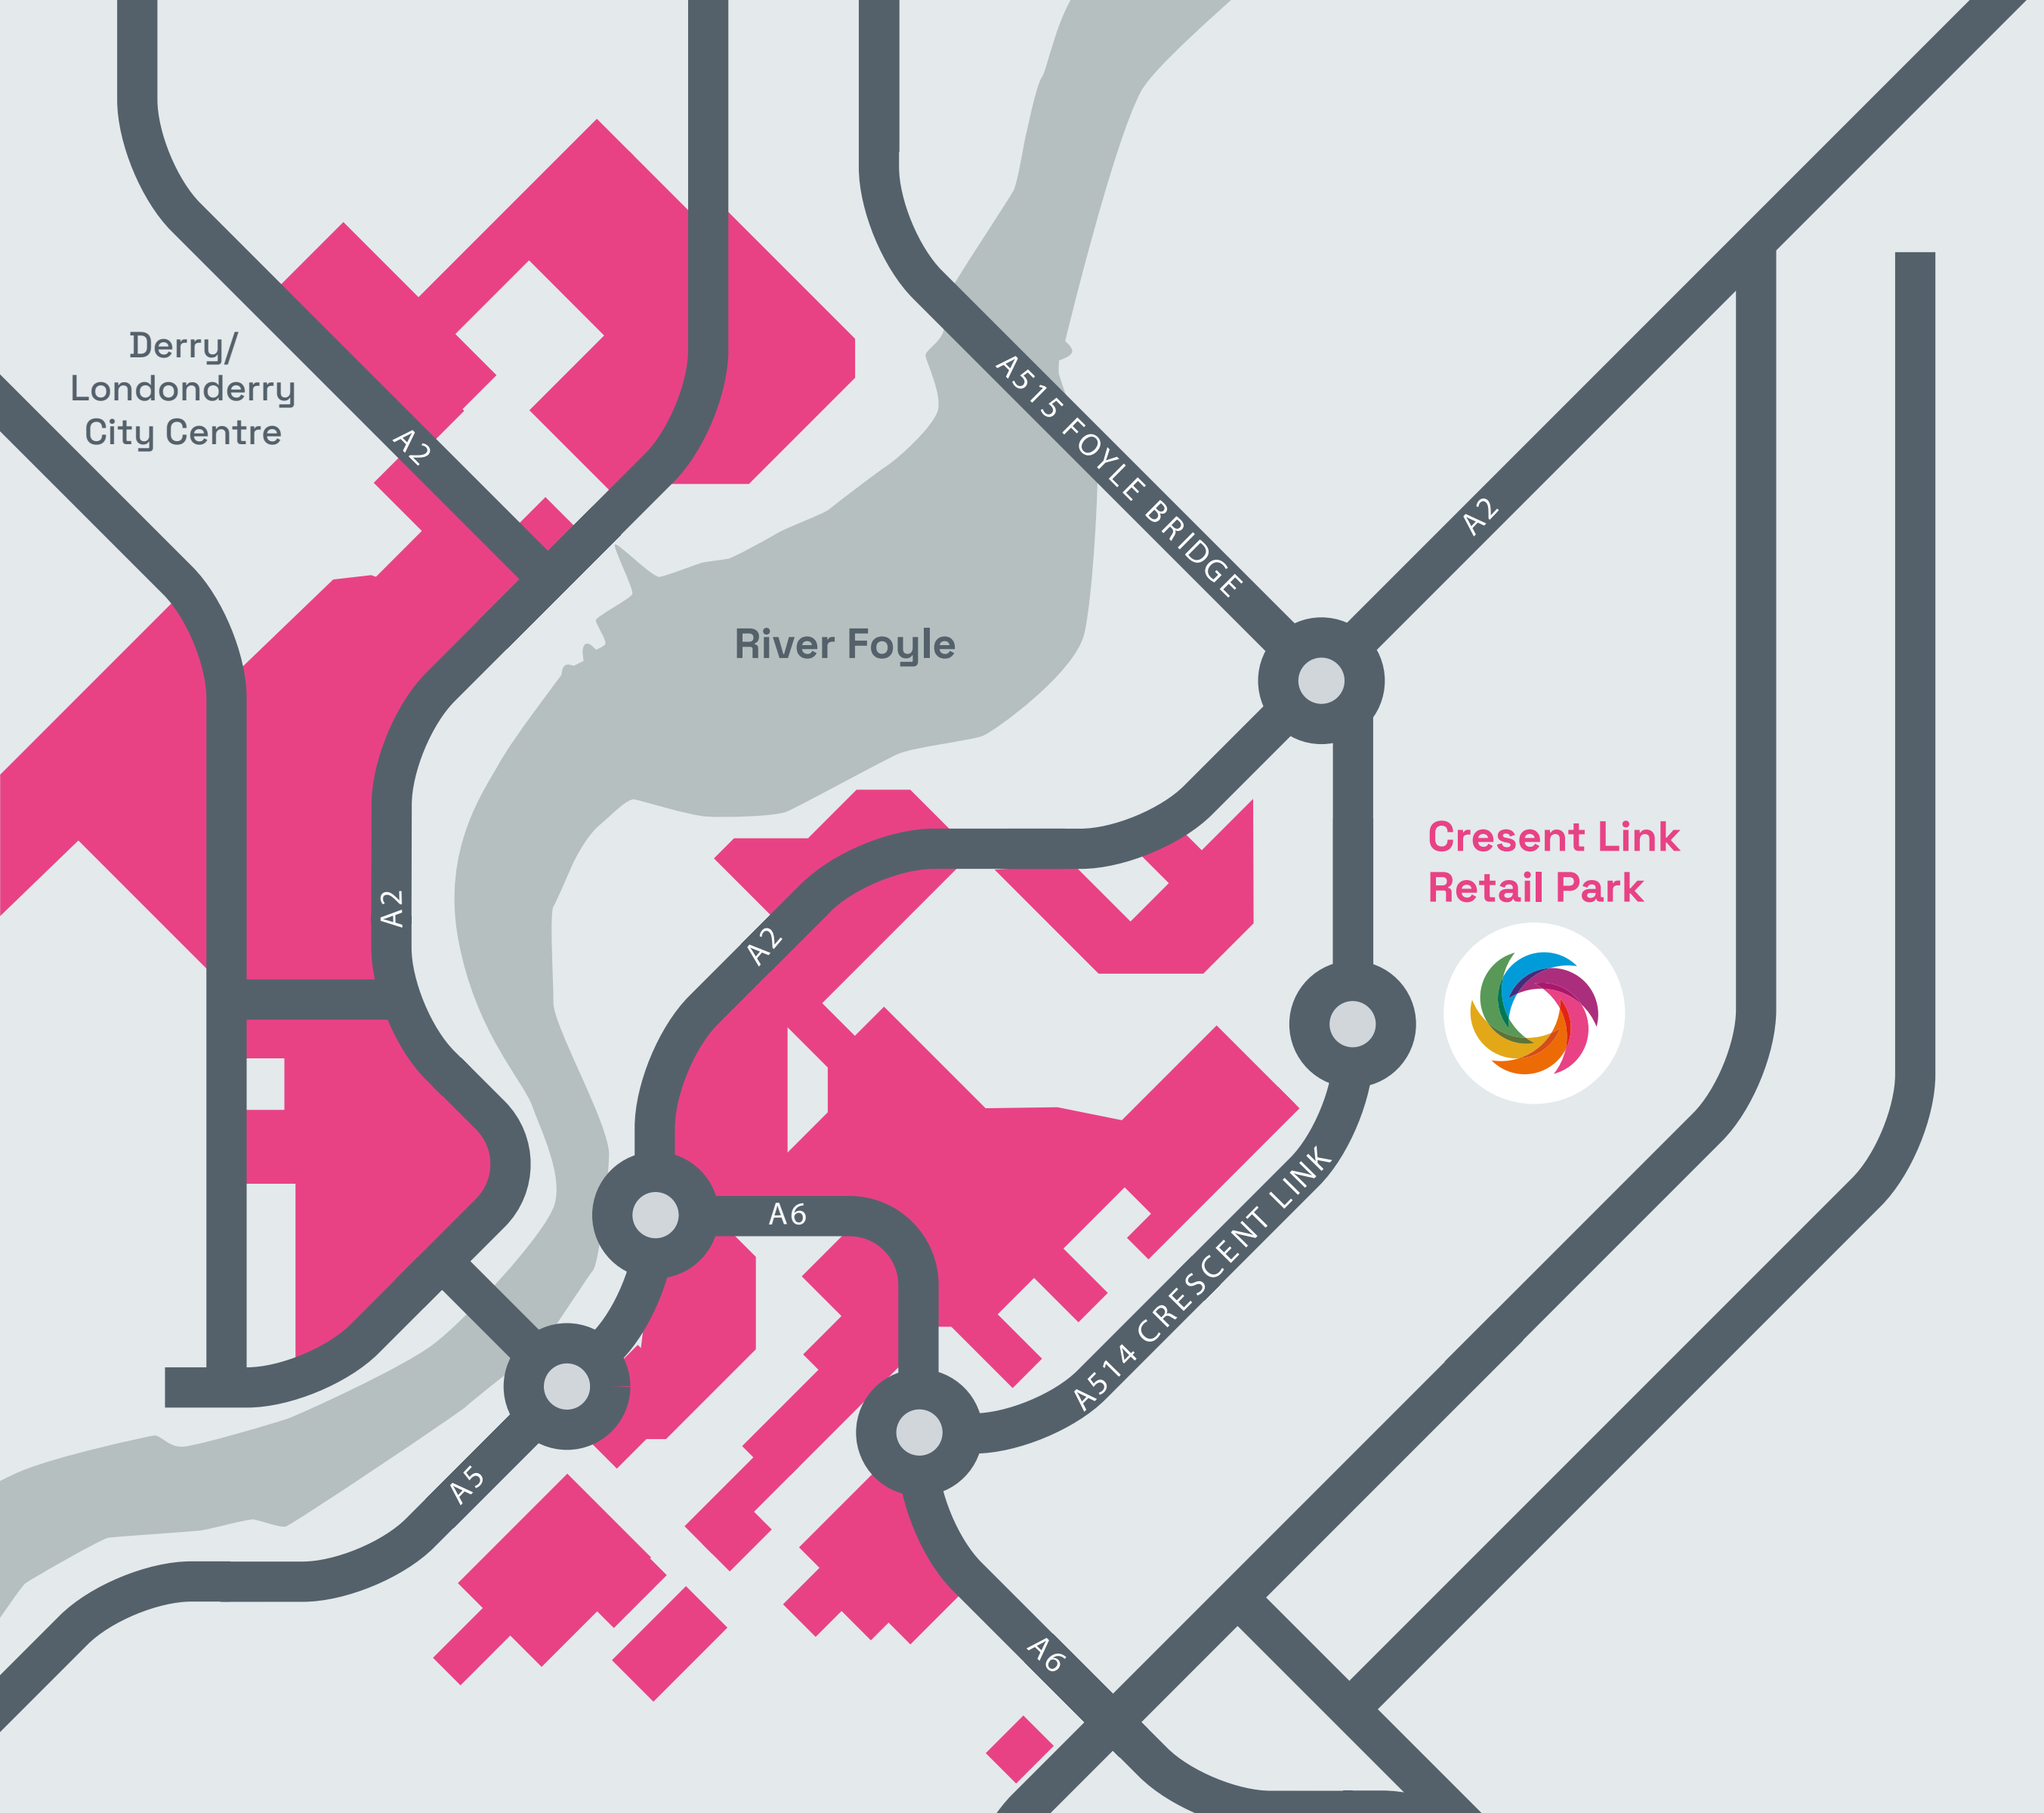 Derry/
Londonderry
City Centre
A2
A515 FOYLE BRIDGE
A2
River Foyle
Cresent Link
Retail Park
A2
A2
A6
A514 CRESCENT LINK
A5
A6